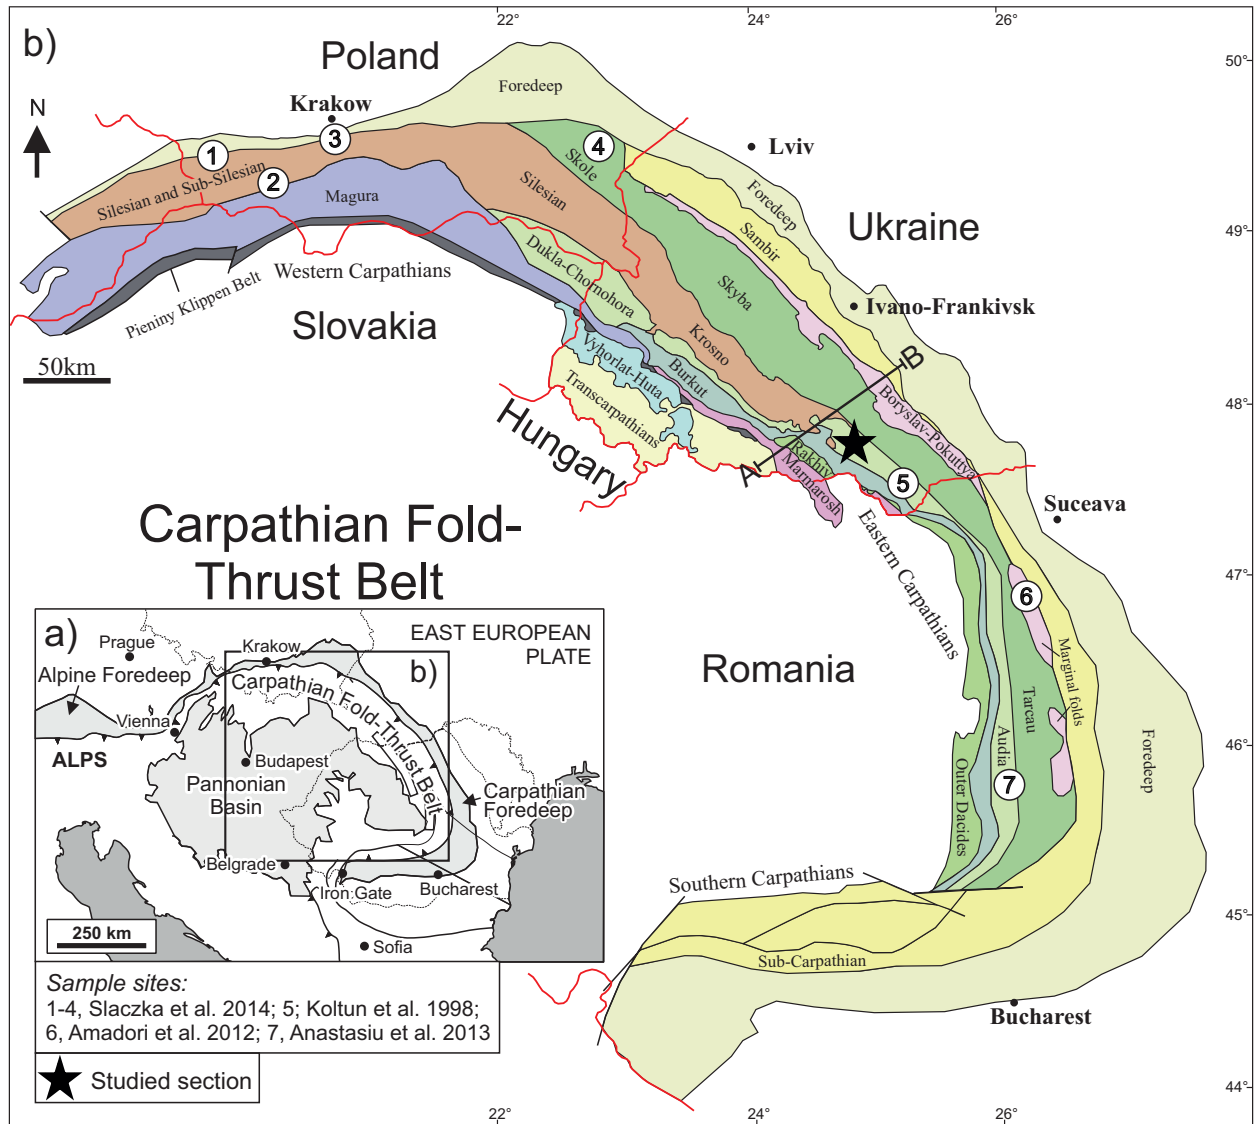 22°
24°
26°
b)
Poland
50°
Foredeep
N
Krakow
3
1
4
Lviv
Skole
2
Silesian and Sub-Silesian
Silesian
Magura
Foredeep
Ukraine
49°
Sambir
Dukla-Chornohora
Western Carpathians
Pieniny Klippen Belt
Skyba
Ivano-Frankivsk
Slovakia
Krosno
50km
Vyhorlat-Huta
Burkut
B
Transcarpathians
Boryslav-Pokuttya
48°
Hungary
Rakhiv
A
Marmarosh
5
Suceava
Carpathian Fold-
Thrust Belt
Eastern Carpathians
47°
6
Romania
Marginal folds
Tarcau
Audia
Foredeep
46°
7
Outer Dacides
Southern Carpathians
45°
Sub-Carpathian
Bucharest
44°
22°
24°
26°
a)
EAST EUROPEAN
PLATE
Prague
Krakow
b)
Alpine Foredeep
Carpathian Fold-Thrust Belt
Vienna
ALPS
Budapest
Pannonian
Basin
Carpathian
Foredeep
Belgrade
Iron Gate
Bucharest
250 km
Sofia
Sample sites:
1-4, Slaczka et al. 2014; 5; Koltun et al. 1998;
6, Amadori et al. 2012; 7, Anastasiu et al. 2013
Studied section